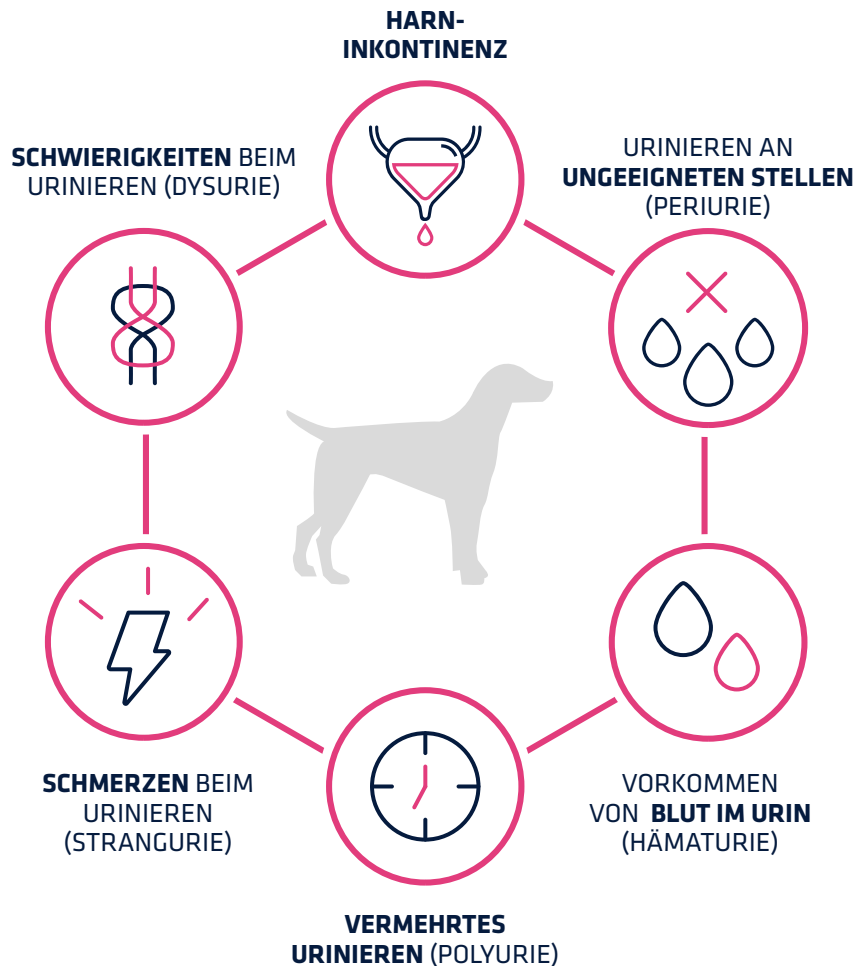 HARN-
INKONTINENZ
SCHWIERIGKEITEN BEIM
URINIEREN (DYSURIE)
URINIEREN AN
UNGEEIGNETEN STELLEN
(PERIURIE)
SCHMERZEN BEIM
URINIEREN
(STRANGURIE)
VORKOMMEN
VON BLUT IM URIN
(HÄMATURIE)
VERMEHRTES
URINIEREN (POLYURIE)